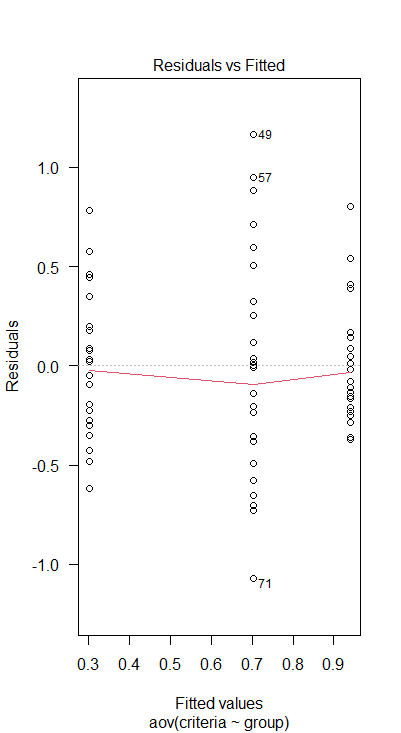 Residuals vs Fitted
49
57
71
1.0
0.5
0.0
-0.5
-1.0
Residuals
0.3 0.4 0.5 0.6 0.7 0.8 0.9
Fitted values
aov(criteria ~ group)